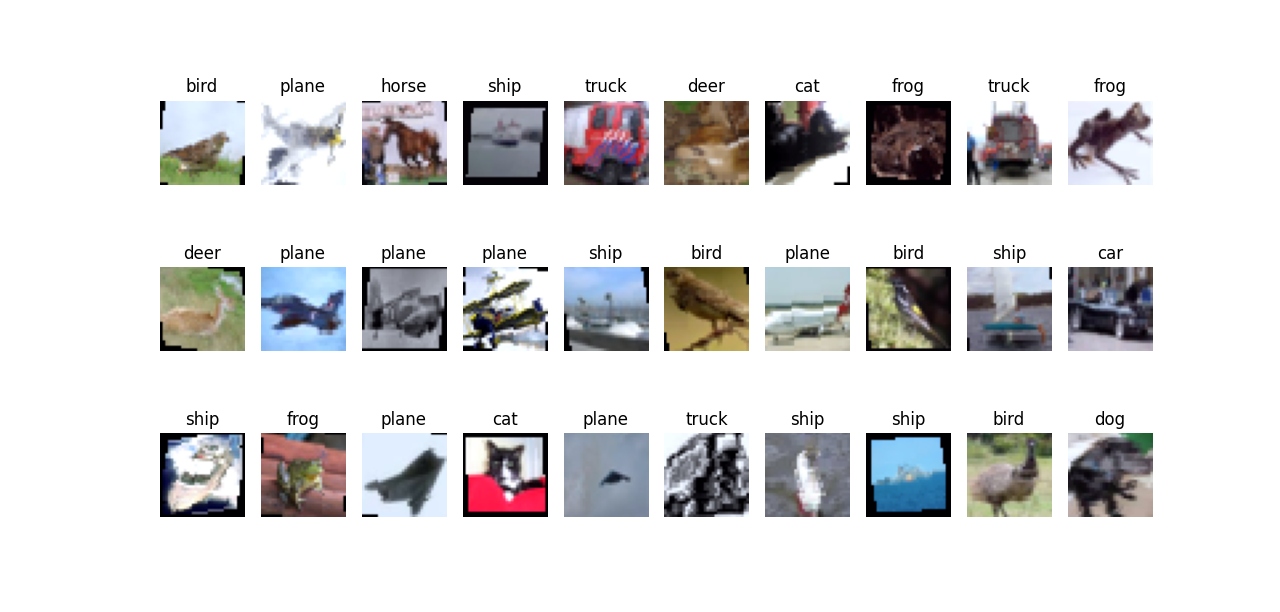 bird plane horse ship truck deer cat frog truck frog
deer plane plane plane ship bird plane bird ship car
ship frog plane cat plane truck ship ship bird dog